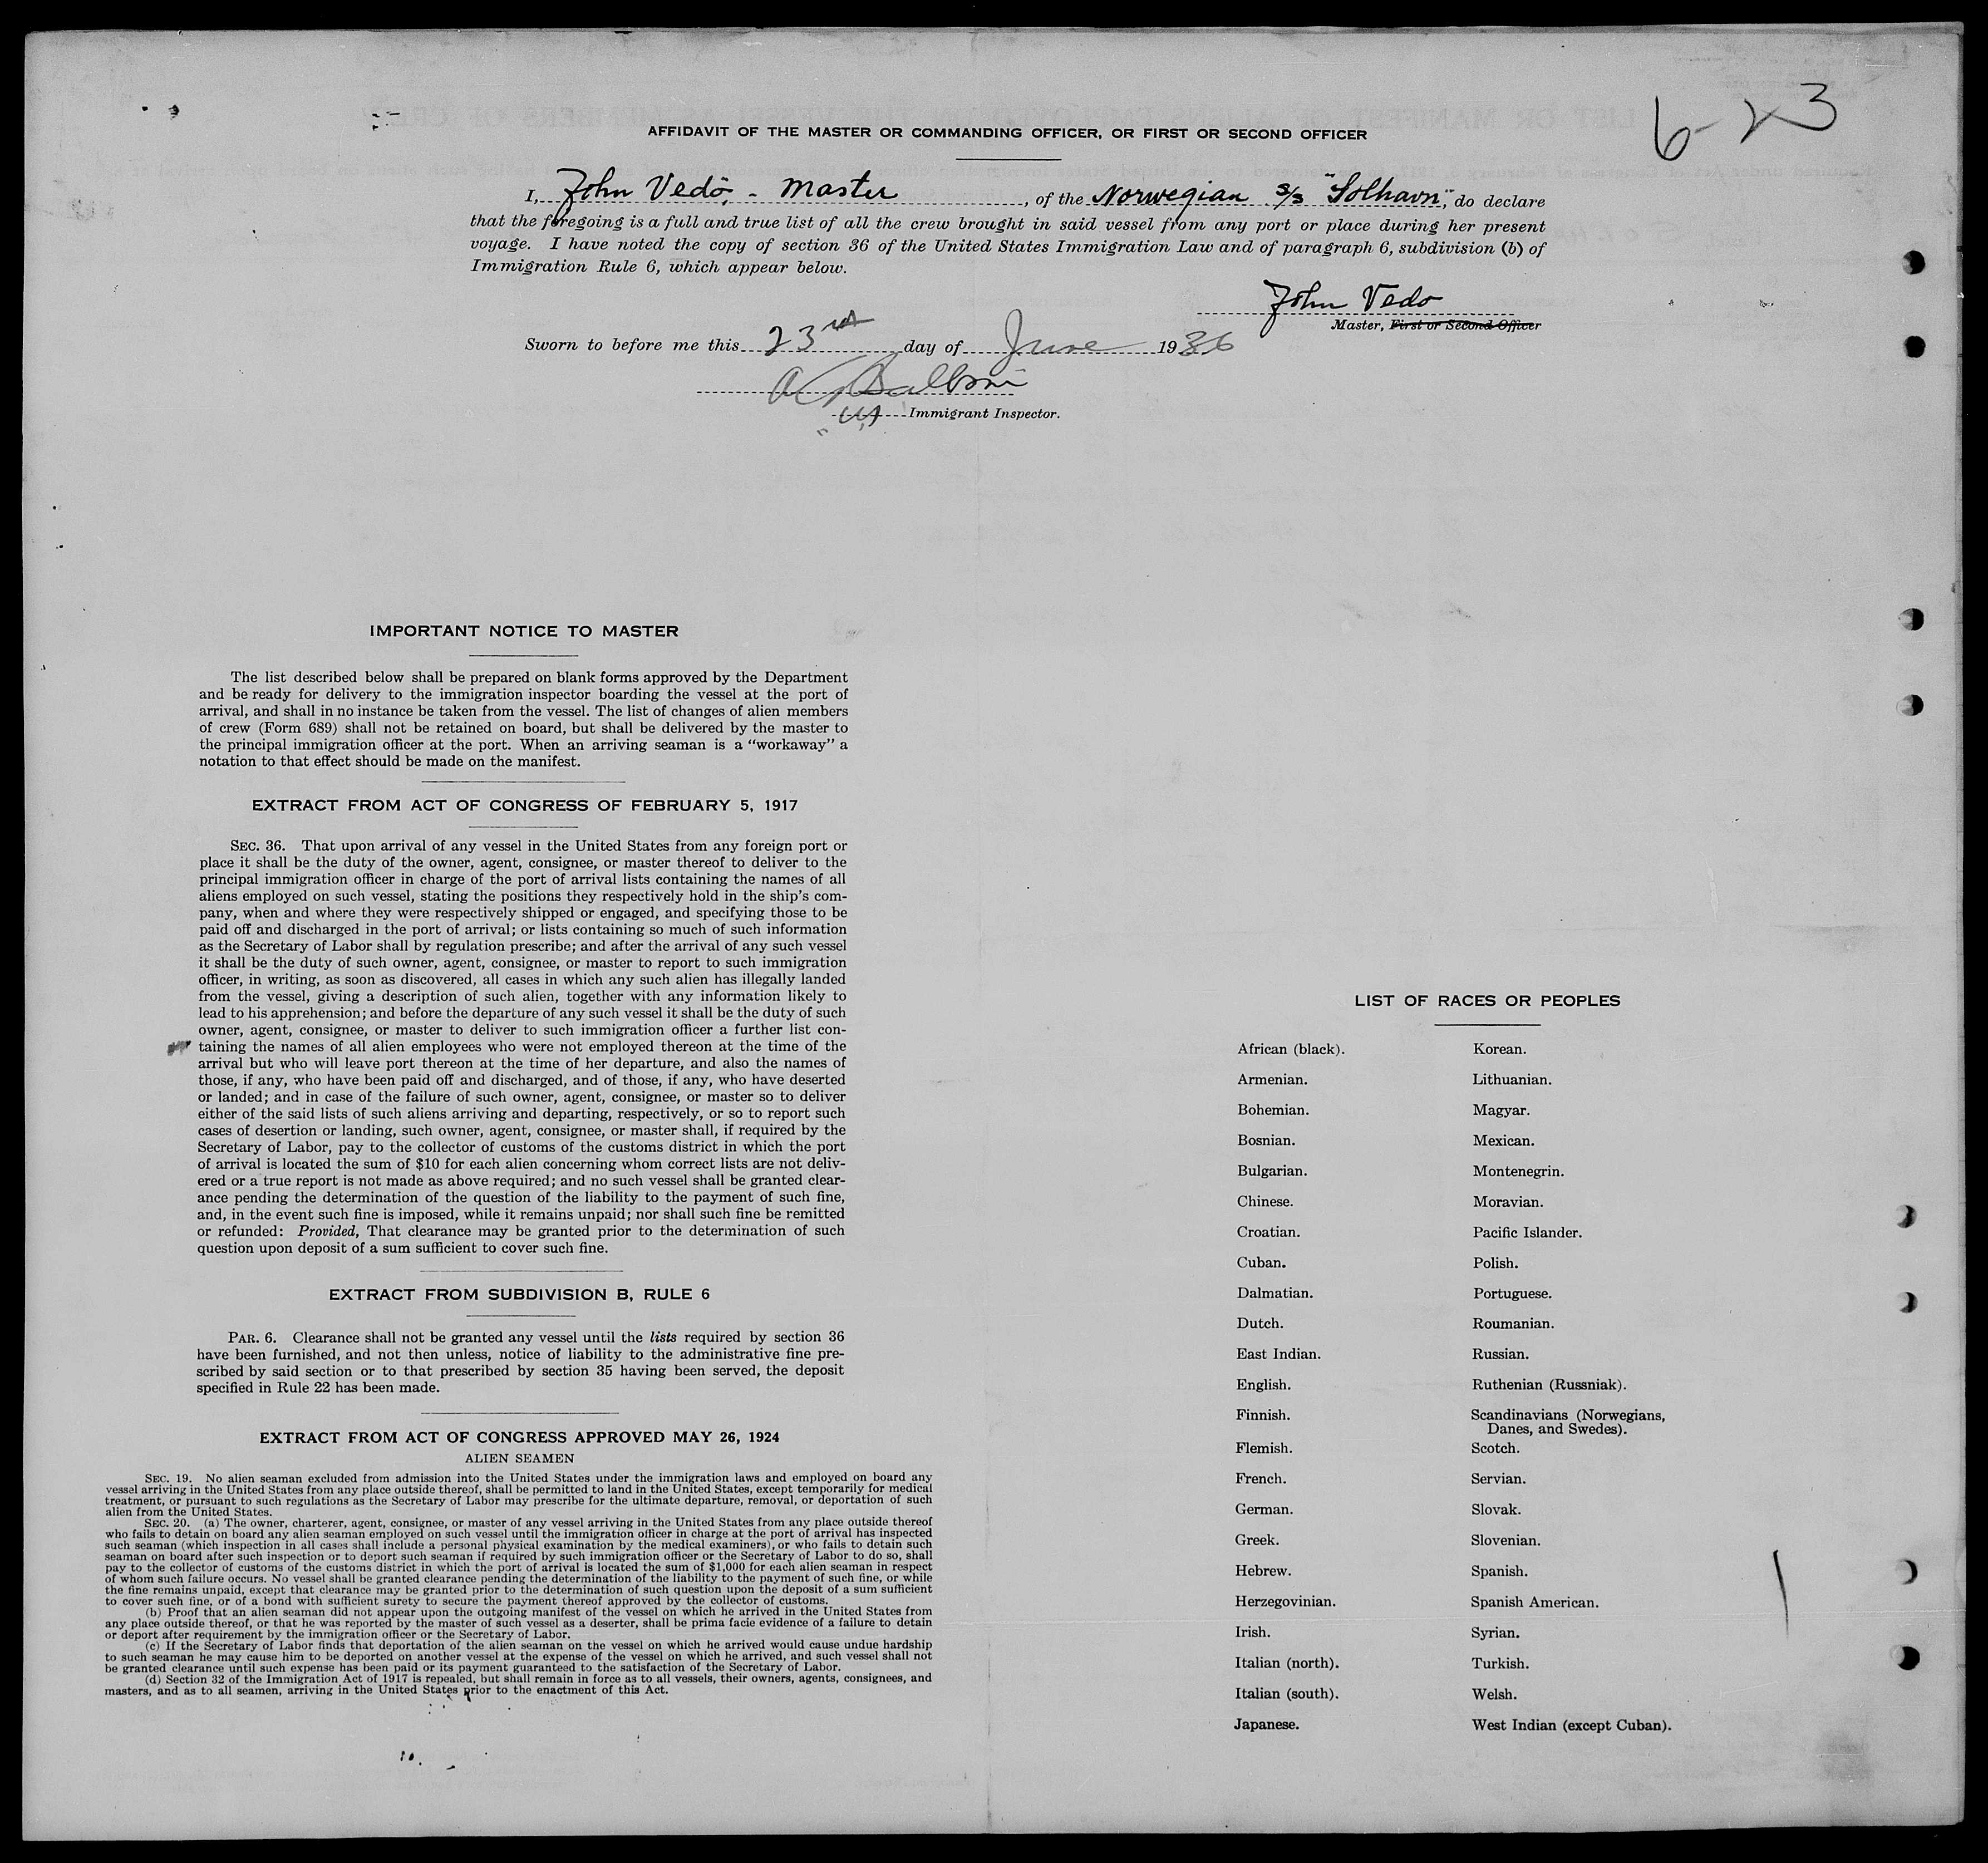 6-23
AFFIDAVIT OF THE MASTER OR COMMANDING OFFICER, OR FIRST OR SECOND OFFICER
I, John Vedö, - Master, of the Norwegian s/s "Solhavn", do declare
that the foregoing is a full and true list of all the crew brought in said vessel from any port or place during her present
voyage. I have noted the copy of section 36 of the United States Immigration Law and of paragraph 6, subdivision (b) of
Immigration Rule 6, which appear below.
John Vedo
Master, First or Second Officer
Sworn to before me this 23 day of June 1936
Immigrant Inspector.
IMPORTANT NOTICE TO MASTER
The list described below shall be prepared on blank forms approved by the Department
and be ready for delivery to the immigration inspector boarding the vessel at the port of
arrival, and shall in no instance be taken from the vessel. The list of changes of alien members
of crew (Form 689) shall not be retained on board, but shall be delivered by the master to
the principal immigration officer at the port. When an arriving seaman is a "workaway" a
notation to that effect should be made on the manifest.
EXTRACT FROM ACT OF CONGRESS OF FEBRUARY 5, 1917
SEC. 36. That upon arrival of any vessel in the United States from any foreign port or
place it shall be the duty of the owner, agent, consignee, or master thereof to deliver to the
principal immigration officer in charge of the port of arrival lists containing the names of all
aliens employed on such vessel, stating the positions they respectively hold in the ship's com-
pany, when and where they were respectively shipped or engaged, and specifying those to be
paid off and discharged in the port of arrival; or lists containing so much of such information
as the Secretary of Labor shall by regulation prescribe; and after the arrival of any such vessel
it shall be the duty of such owner, agent, consignee, or master to report to such immigration
officer, in writing, as soon as discovered, all cases in which any such alien has illegally landed
from the vessel, giving a description of such alien, together with any information likely to
lead to his apprehension; and before the departure of any such vessel it shall be the duty of such
owner, agent, consignee, or master to deliver to such immigration officer a further list con-
taining the names of all alien employees who were not employed thereon at the time of the
arrival but who will leave port thereon at the time of her departure, and also the names of
those, if any, who have been paid off and discharged, and of those, if any, who have deserted
or landed; and in case of the failure of such owner, agent, consignee, or master so to deliver
either of the said lists of such aliens arriving and departing, respectively, or so to report such
cases of desertion or landing, such owner, agent, consignee, or master shall, if required by the
Secretary of Labor, pay to the collector of customs of the customs district in which the port
of arrival is located the sum of $10 for each alien concerning whom correct lists are not deliv-
ered or a true report is not made as above required; and no such vessel shall be granted clear-
ance pending the determination of the question of the liability to the payment of such fine,
and, in the event such fine is imposed, while it remains unpaid; nor shall such fine be remitted
or refunded: Provided, That clearance may be granted prior to the determination of such
question upon deposit of a sum sufficient to cover such fine.
EXTRACT FROM SUBDIVISION B, RULE 6
PAR. 6. Clearance shall not be granted any vessel until the lists required by section 36
have been furnished, and not then unless, notice of liability to the administrative fine pre-
scribed by said section or to that prescribed by section 35 having been served, the deposit
specified in Rule 22 has been made.
EXTRACT FROM ACT OF CONGRESS APPROVED MAY 26, 1924
ALIEN SEAMEN
SEC. 19. No alien seaman excluded from admission into the United States under the immigration laws and employed on board any
vessel arriving in the United States from any place outside thereof, shall be permitted to land in the United States, except temporarily for medical
treatment, or pursuant to such regulations as the Secretary of Labor may prescribe for the ultimate departure, removal, or deportation of such
alien from the United States.
SEC. 20. (a) The owner, charterer, agent, consignee, or master of any vessel arriving in the United States from any place outside thereof
who fails to detain on board any alien seaman employed on such vessel until the immigration officer in charge at the port of arrival has inspected
such seaman (which inspection in all cases shall include a personal physical examination by the medical examiners), or who fails to detain such
seaman on board after such inspection or to deport such seaman if required by such immigration officer or the Secretary of Labor to do so, shall
pay to the collector of customs of the customs district in which the port of arrival is located the sum of $1,000 for each alien seaman in respect
of whom such failure occurs. No vessel shall be granted clearance pending the determination of the liability to the payment of such fine, or while
the fine remains unpaid, except that clearance may be granted prior to the determination of such question upon the deposit of a sum sufficient
to cover such fine, or of a bond with sufficient surety to secure the payment thereof approved by the collector of customs.
(b) Proof that an alien seaman did not appear upon the outgoing manifest of the vessel on which he arrived in the United States from
any place outside thereof, or that he was reported by the master of such vessel as a deserter, shall be prima facie evidence of a failure to detain
or deport after requirement by the immigration officer or the Secretary of Labor.
(c) If the Secretary of Labor finds that deportation of the alien seaman on the vessel on which he arrived would cause undue hardship
to such seaman he may cause him to be deported on another vessel at the expense of the vessel on which he arrived, and such vessel shall not
be granted clearance until such expense has been paid or its payment guaranteed to the satisfaction of the Secretary of Labor.
(d) Section 32 of the Immigration Act of 1917 is repealed, but shall remain in force as to all vessels, their owners, agents, consignees, and
masters, and as to all seamen, arriving in the United States prior to the enactment of this Act.
LIST OF RACES OR PEOPLES
African (black).
Armenian.
Bohemian.
Bosnian.
Bulgarian.
Chinese.
Croatian.
Cuban.
Dalmatian.
Dutch.
East Indian.
English.
Finnish.
Flemish.
French.
German.
Greek.
Hebrew.
Herzegovinian.
Irish.
Italian (north).
Italian (south).
Japanese.
Korean.
Lithuanian.
Magyar.
Mexican.
Montenegrin.
Moravian.
Pacific Islander.
Polish.
Portuguese.
Roumanian.
Russian.
Ruthenian (Russniak).
Scandinavians (Norwegians,
Danes, and Swedes).
Scotch.
Servian.
Slovak.
Slovenian.
Spanish.
Spanish American.
Syrian.
Turkish.
Welsh.
West Indian (except Cuban).